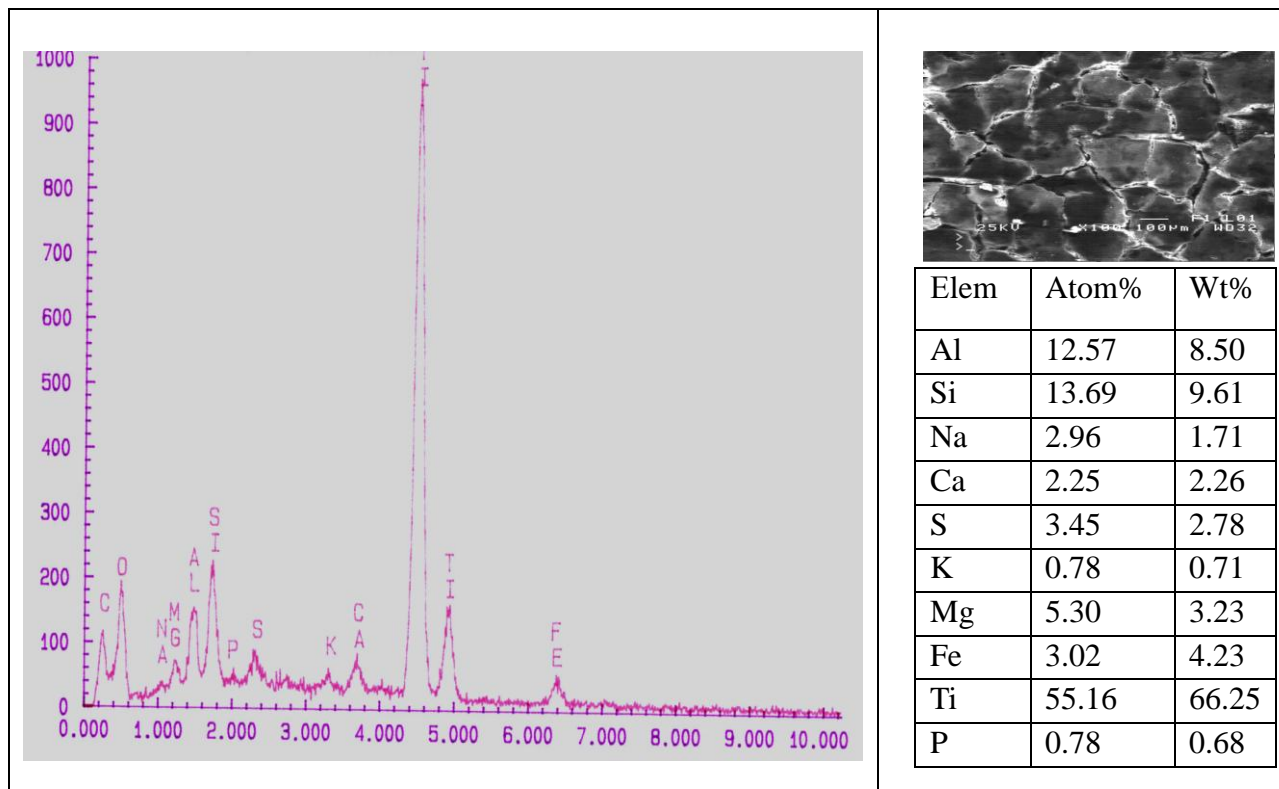 1000
900
800
700
600
500
400
300
200
100
0
0.000 1.000 2.000 3.000 4.000 5.000 6.000 7.000 8.000 9.000 10.000
C
O
NA
MG
AL
SI
P
S
K
CA
TI
TI
FE
25KV X100 100µm WD32
Elem Atom% Wt%
Al 12.57 8.50
Si 13.69 9.61
Na 2.96 1.71
Ca 2.25 2.26
S 3.45 2.78
K 0.78 0.71
Mg 5.30 3.23
Fe 3.02 4.23
Ti 55.16 66.25
P 0.78 0.68